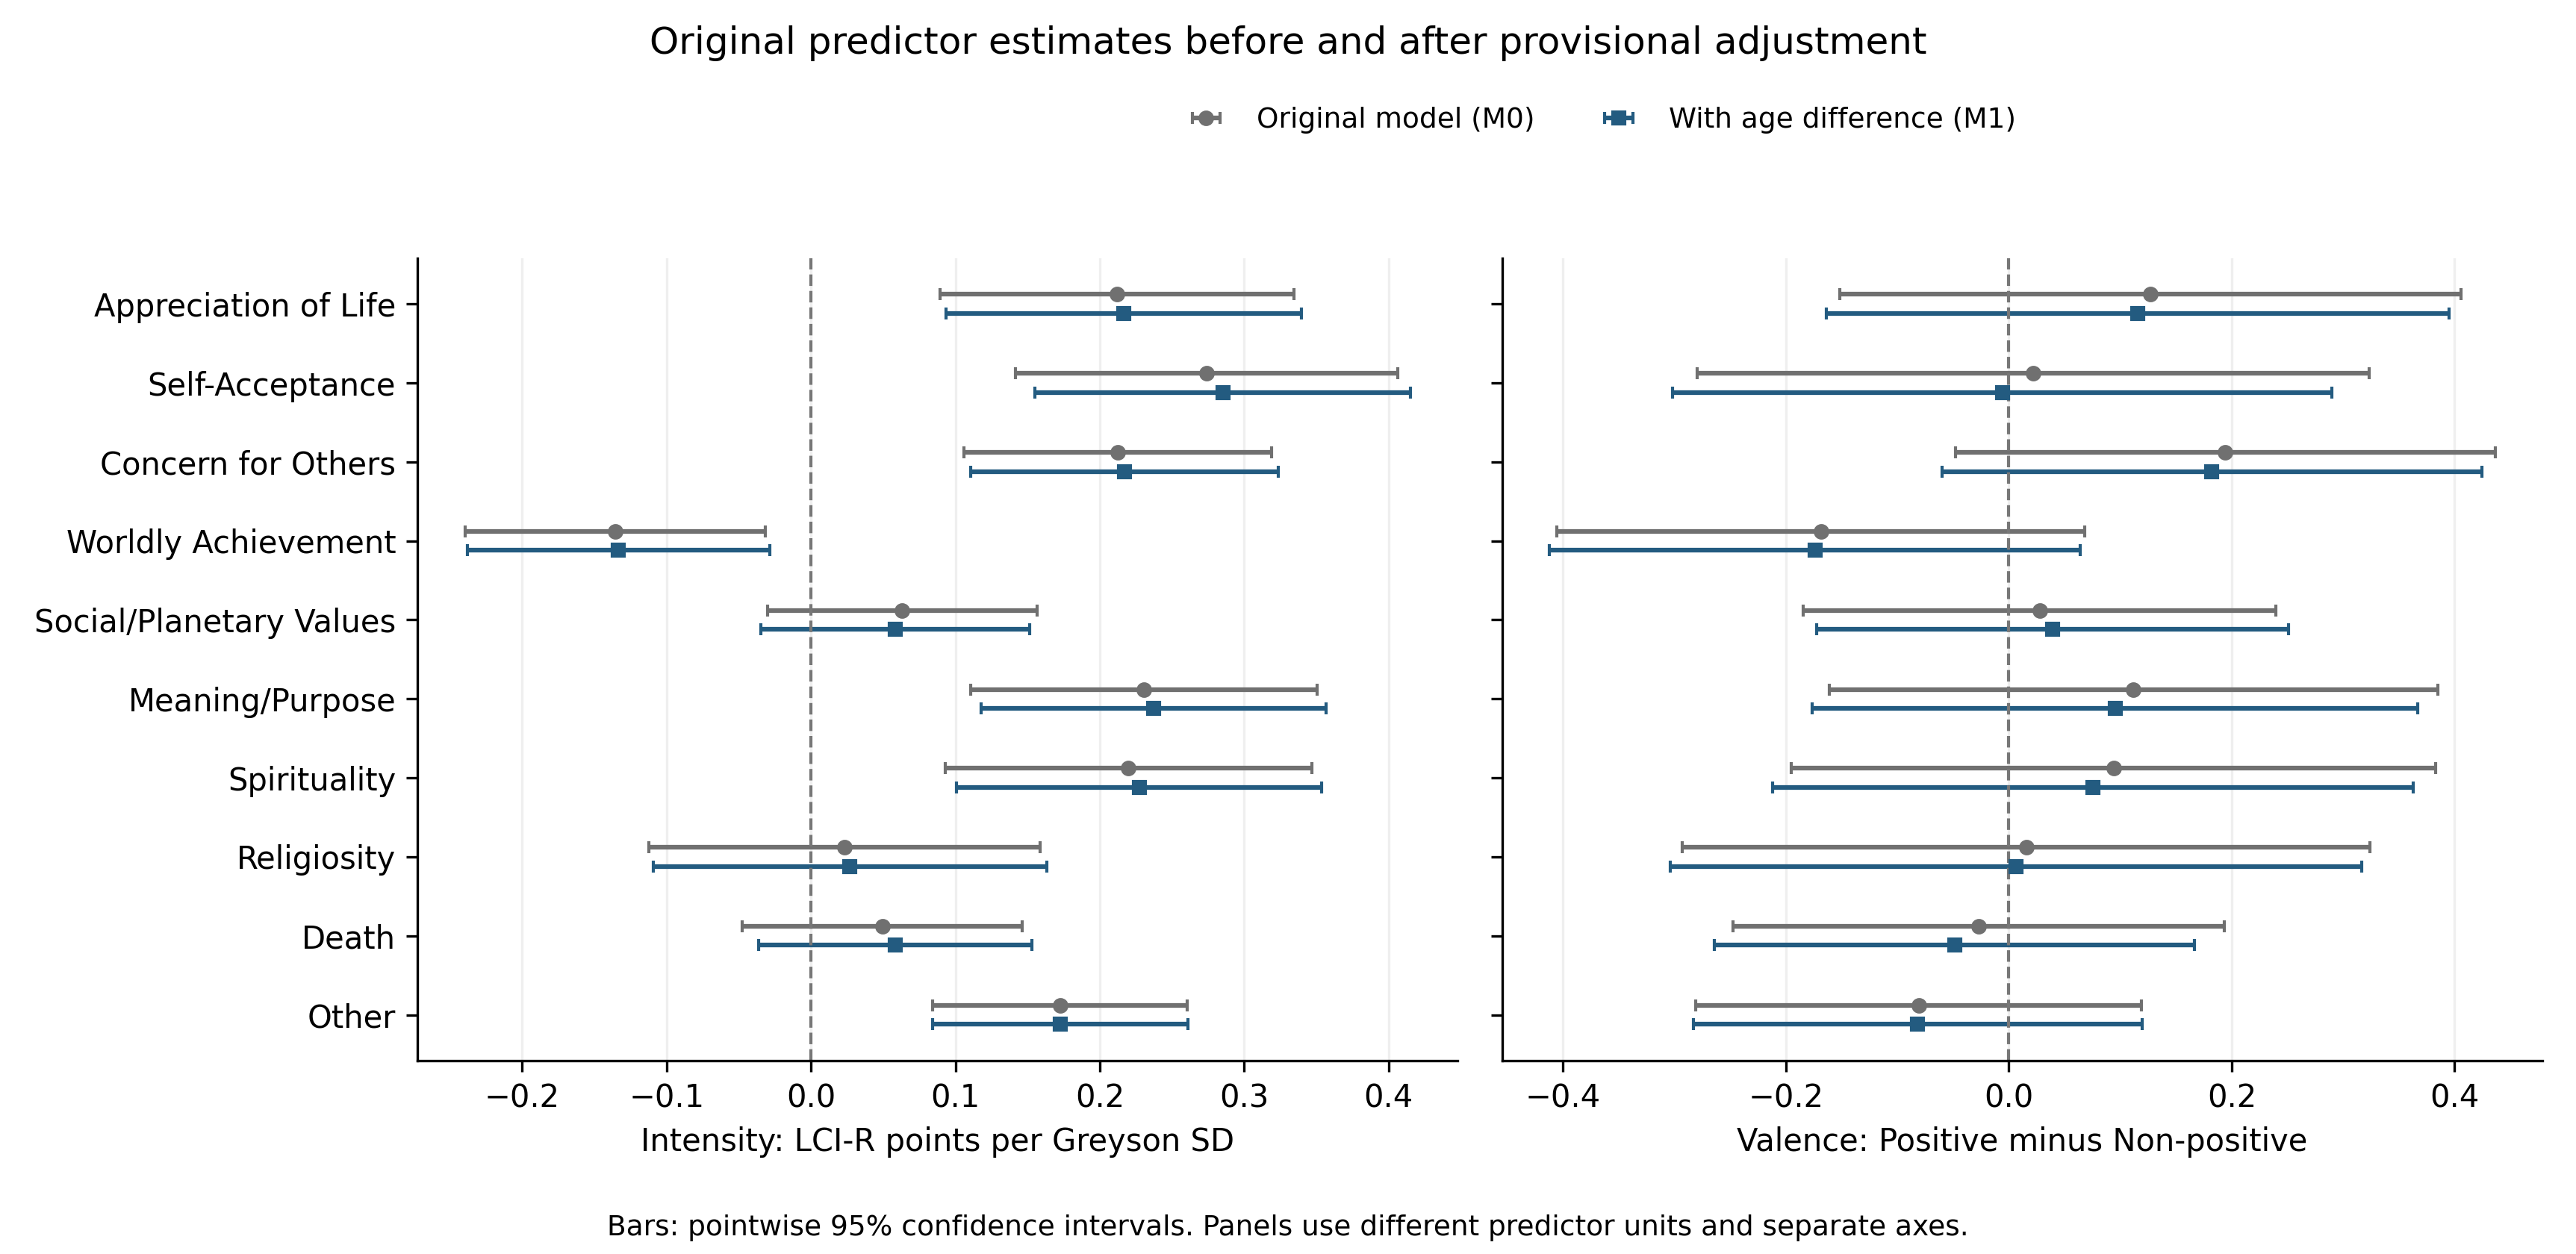 Original predictor estimates before and after provisional adjustment
Original model (M0)
With age difference (M1)
Appreciation of Life
Self-Acceptance
Concern for Others
Worldly Achievement
Social/Planetary Values
Meaning/Purpose
Spirituality
Religiosity
Death
Other
−0.2 −0.1 0.0 0.1 0.2 0.3 0.4
Intensity: LCI-R points per Greyson SD
−0.4 −0.2 0.0 0.2 0.4
Valence: Positive minus Non-positive
Bars: pointwise 95% confidence intervals. Panels use different predictor units and separate axes.